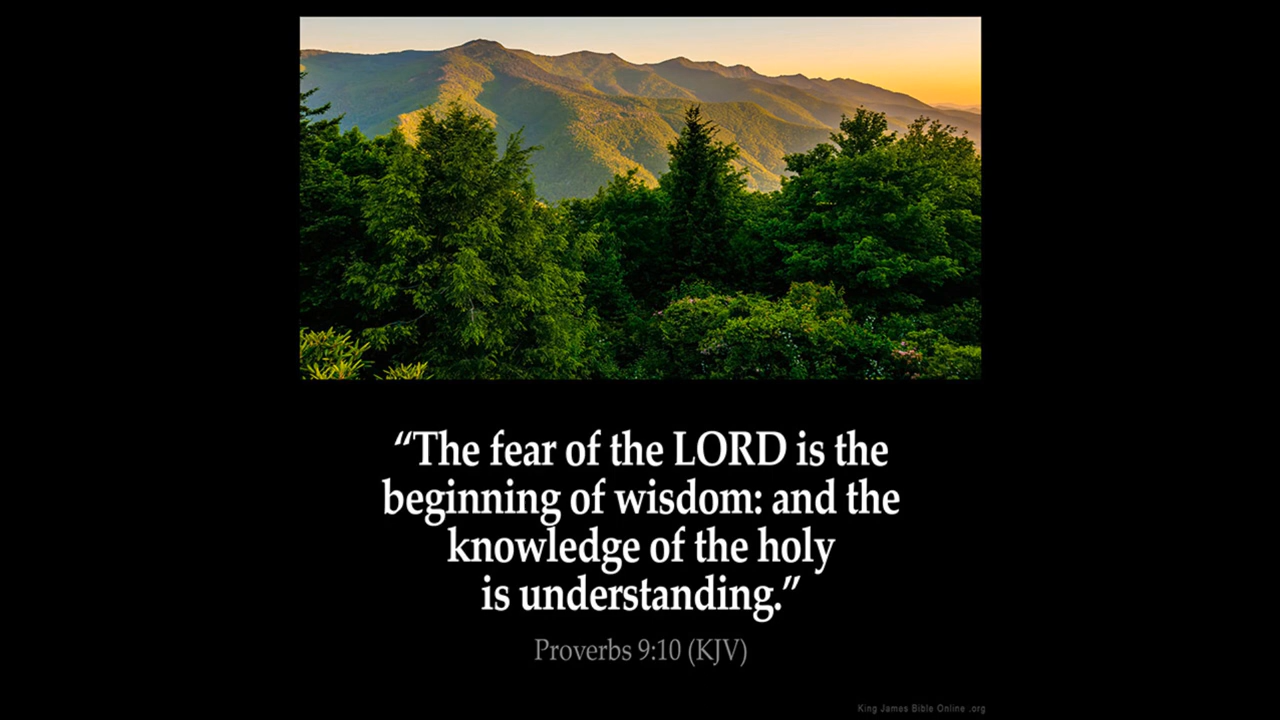 “The fear of the LORD is the
beginning of wisdom: and the
knowledge of the holy
is understanding.”
Proverbs 9:10 (KJV)
King James Bible Online .org